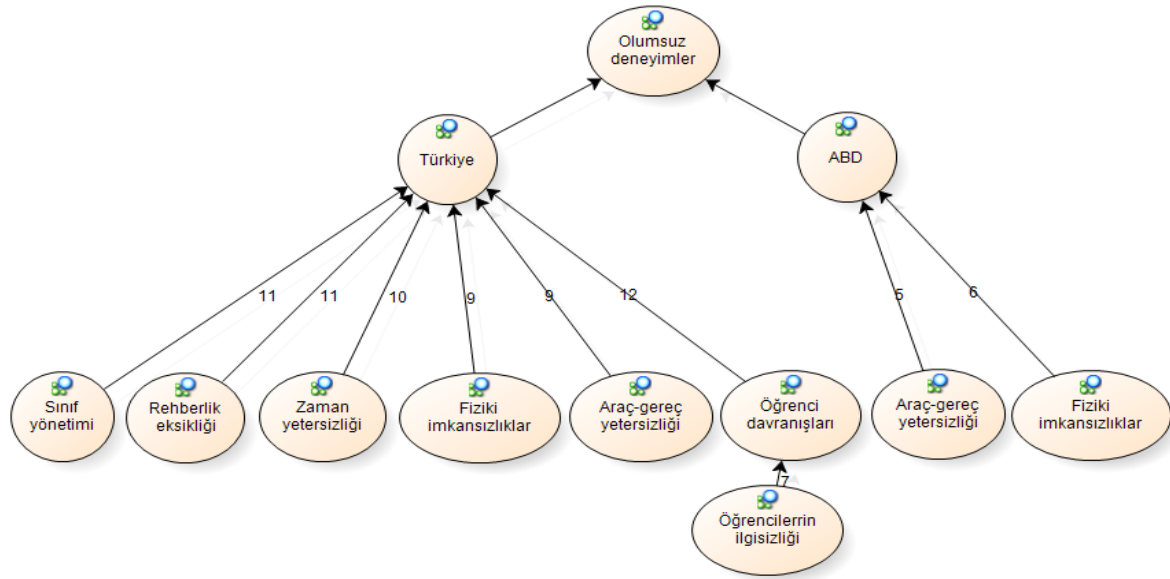 Olumsuz
deneyimler
Türkiye
ABD
11
11
10
9
9
12
5
6
Sınıf
yönetimi
Rehberlik
eksikliği
Zaman
yetersizliği
Fiziki
imkansızlıklar
Araç-gereç
yetersizliği
Öğrenci
davranışları
Araç-gereç
yetersizliği
Fiziki
imkansızlıklar
7
Öğrencilerrin
ilgisizliği